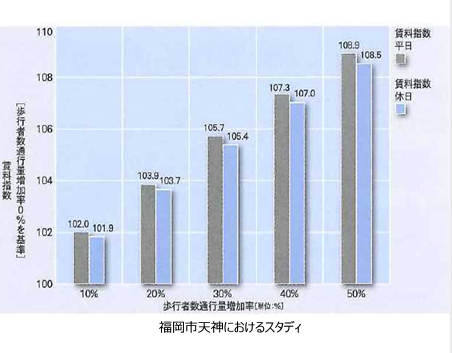 110
108
106
104
102
100
賃料指数
[歩行者数通行量増加率0%を基準]
102.0
101.9
103.9
103.7
105.7
105.4
107.3
107.0
108.9
108.5
賃料指数
平日
賃料指数
休日
10%
20%
30%
40%
50%
歩行者数通行量増加率[単位:%]
福岡市天神におけるスタディ